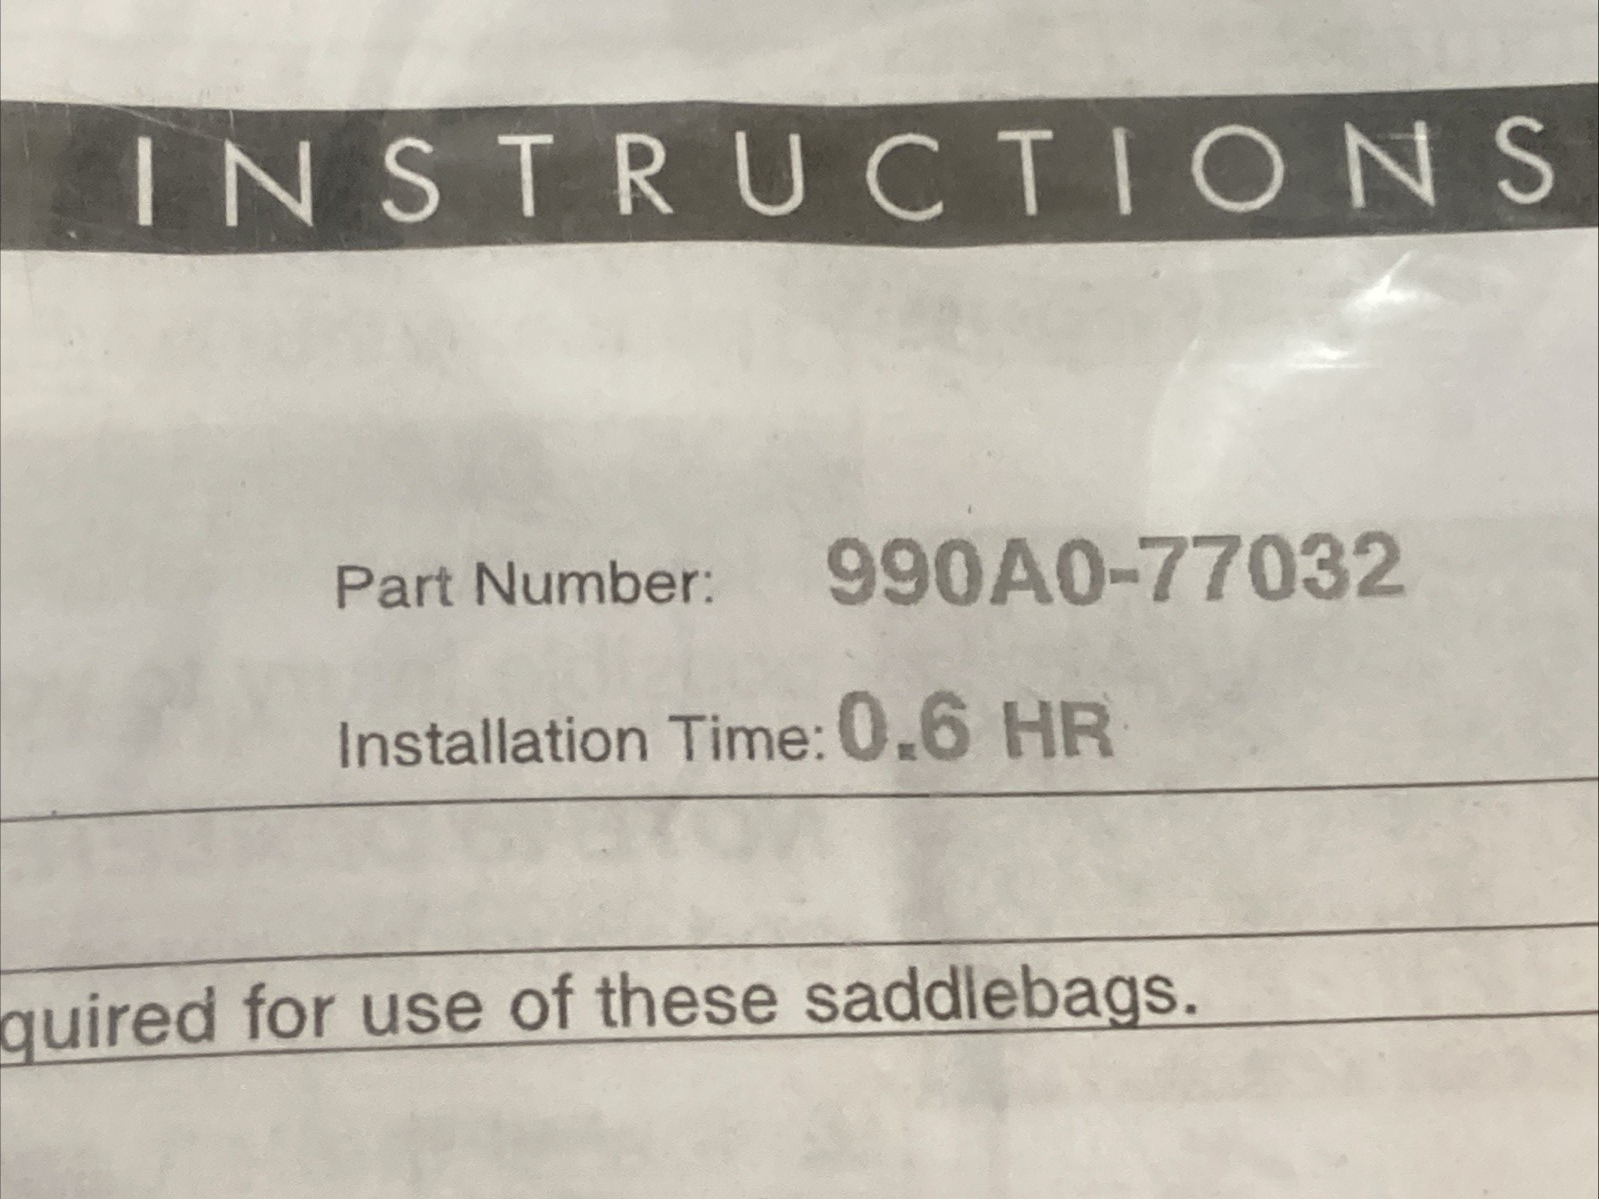 INSTRUCTIONS
Part Number: 990A0-77032
Installation Time: 0.6 HR
quired for use of these saddlebags.